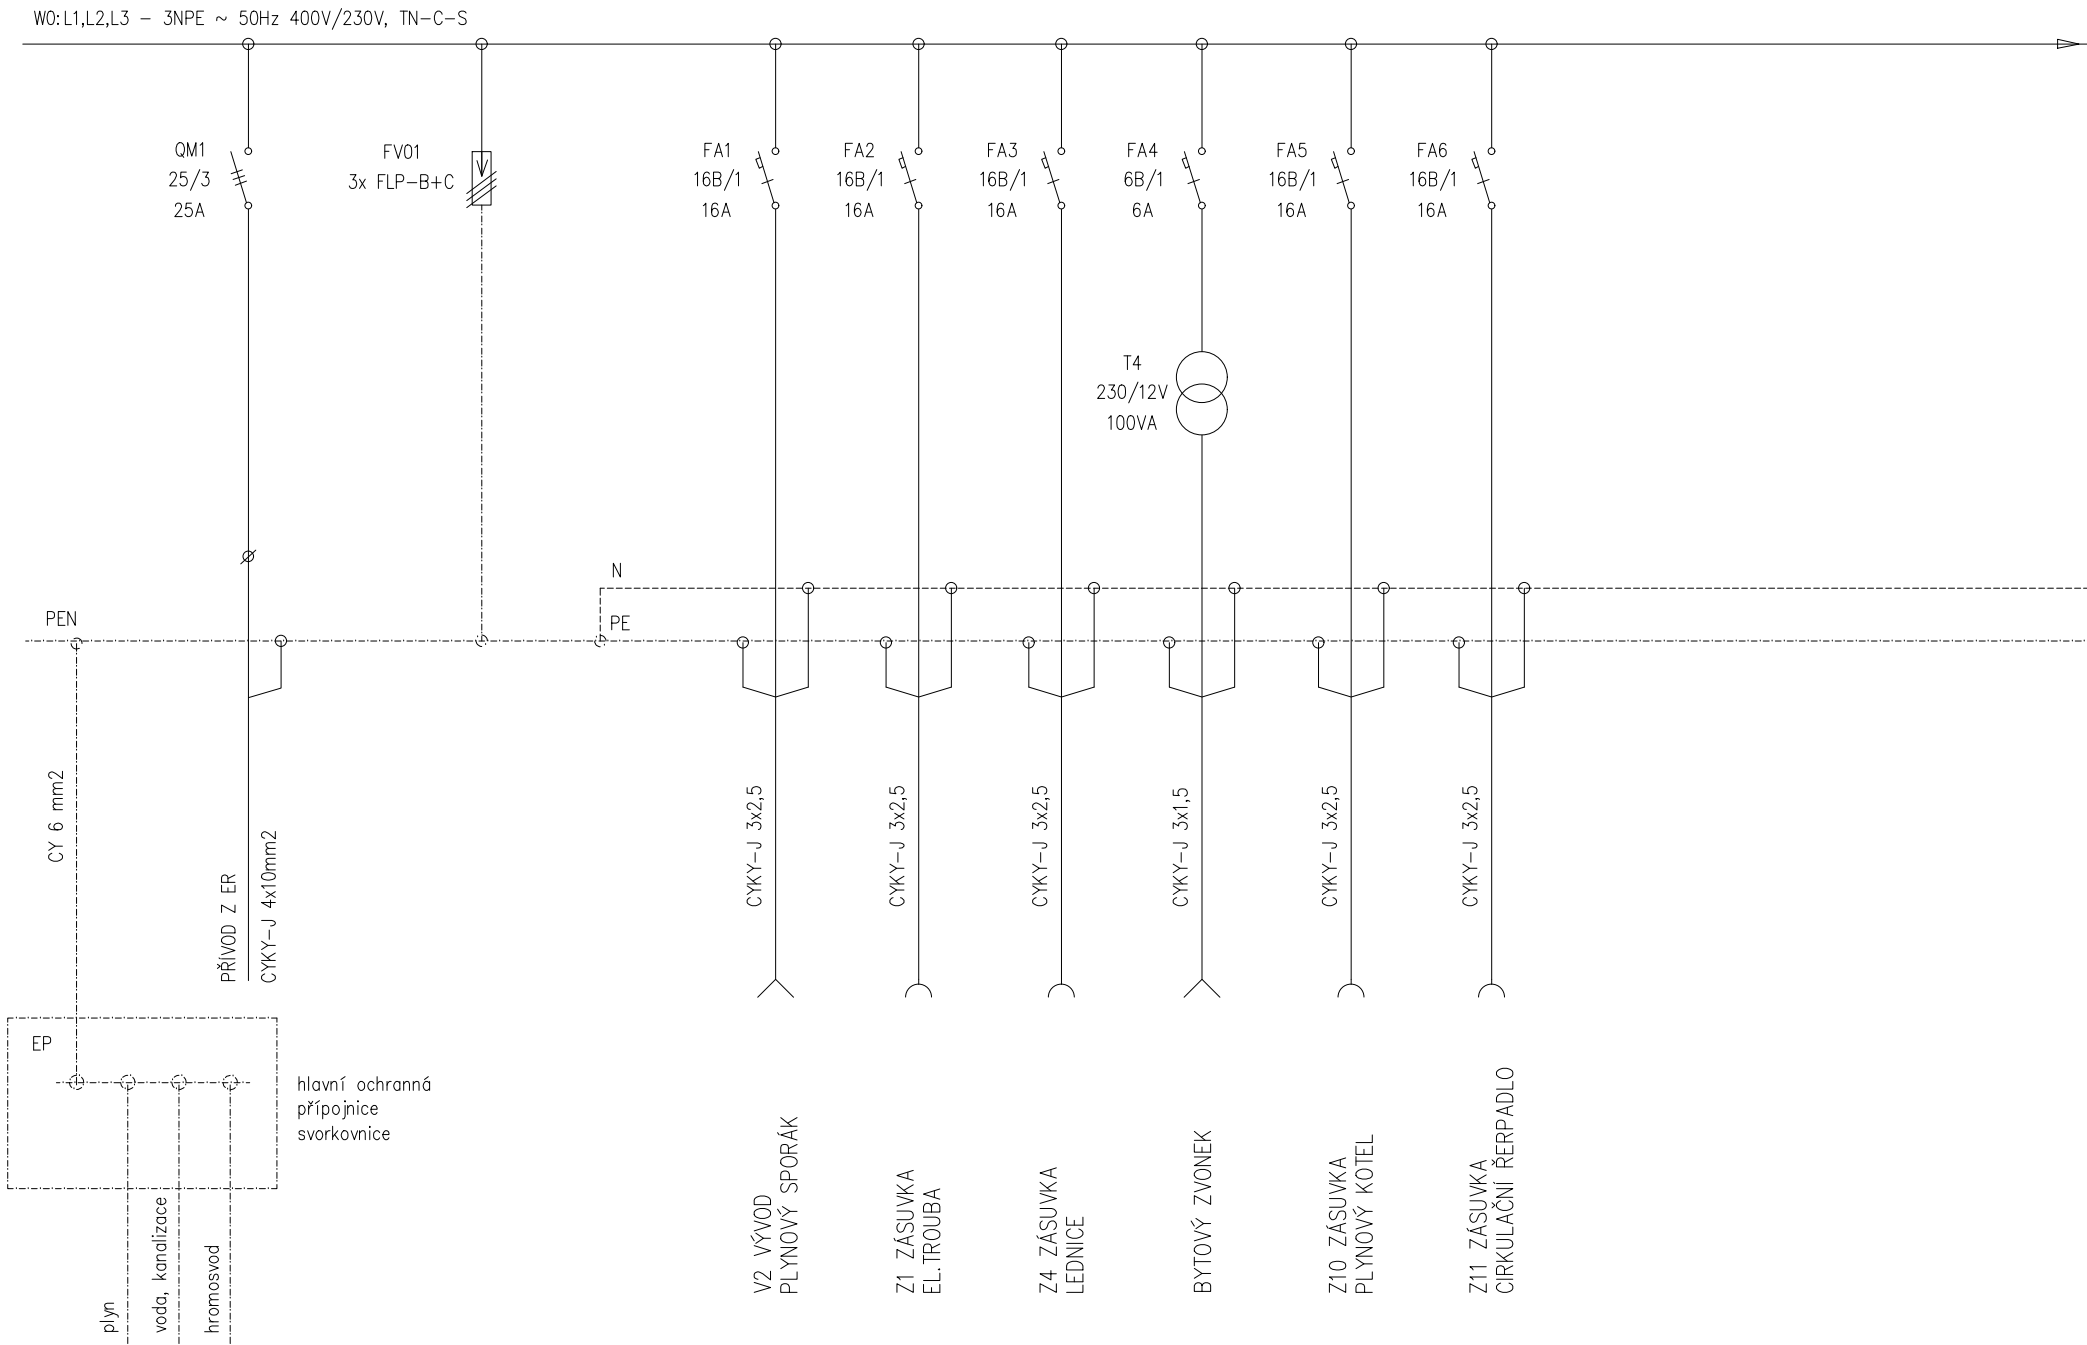 W0:L1,L2,L3 – 3NPE ~ 50Hz 400V/230V, TN–C–S
QM1
25/3
25A
FV01
3x FLP–B+C
FA1
16B/1
16A
FA2
16B/1
16A
FA3
16B/1
16A
FA4
6B/1
6A
FA5
16B/1
16A
FA6
16B/1
16A
T4
230/12V
100VA
N
PEN
PE
CY 6 mm2
PŘÍVOD Z ER
CYKY–J 4x10mm2
CYKY–J 3x2,5
CYKY–J 3x2,5
CYKY–J 3x2,5
CYKY–J 3x1,5
CYKY–J 3x2,5
CYKY–J 3x2,5
EP
hlavní ochranná
přípojnice
svorkovnice
plyn
voda, kanalizace
hromosvod
V2 VÝVOD
PLYNOVÝ SPORÁK
Z1 ZÁSUVKA
EL.TROUBA
Z4 ZÁSUVKA
LEDNICE
BYTOVÝ ZVONEK
Z10 ZÁSUVKA
PLYNOVÝ KOTEL
Z11 ZÁSUVKA
CIRKULAČNÍ ŘERPADLO